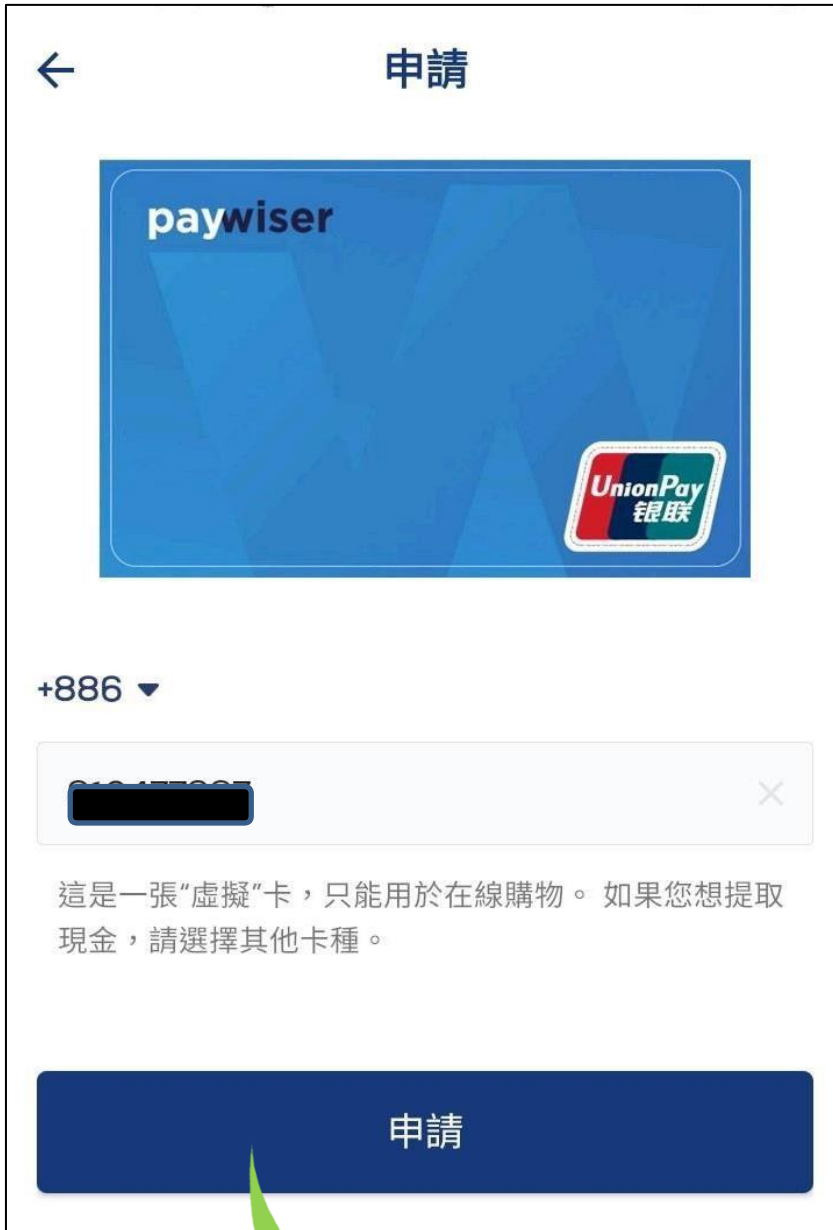 申請
paywiser
UnionPay
银联
+886
這是一張“虛擬”卡，只能用於在線購物。 如果您想提取
現金，請選擇其他卡種。
申請